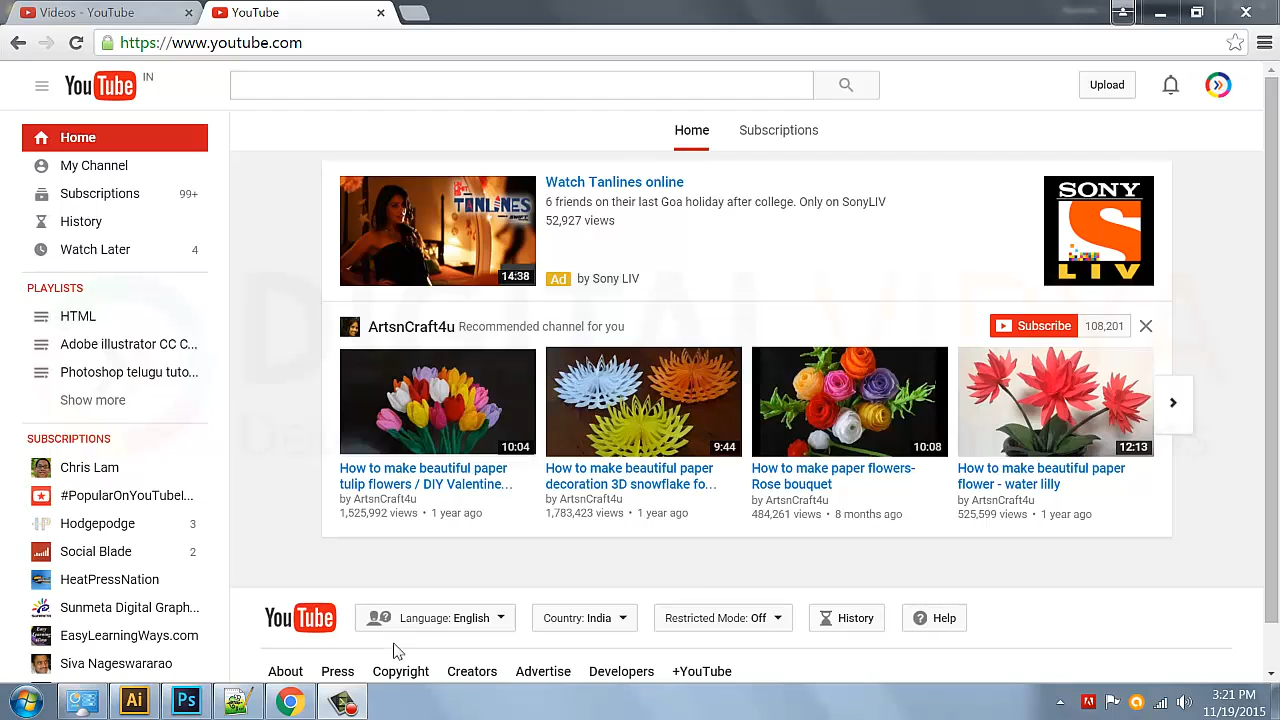 Videos - YouTube
YouTube
https://www.youtube.com
YouTube IN
Upload
Home
My Channel
Subscriptions 99+
History
Watch Later 4
PLAYLISTS
HTML
Adobe illustrator CC C...
Photoshop telugu tuto...
Show more
SUBSCRIPTIONS
Chris Lam
#PopularOnYouTubeI...
Hodgepodge 3
Social Blade 2
HeatPressNation
Sunmeta Digital Graph...
EasyLearningWays.com
Siva Nageswararao
Home Subscriptions
TANLINES
14:38
Watch Tanlines online
6 friends on their last Goa holiday after college. Only on SonyLIV
52,927 views
Ad by Sony LIV
SONY
LIV
ArtsnCraft4u Recommended channel for you
Subscribe 108,201
10:04
How to make beautiful paper
tulip flowers / DIY Valentine...
by ArtsnCraft4u
1,525,992 views • 1 year ago
9:44
How to make beautiful paper
decoration 3D snowflake fo...
by ArtsnCraft4u
1,783,423 views • 1 year ago
10:08
How to make paper flowers-
Rose bouquet
by ArtsnCraft4u
484,261 views • 8 months ago
12:13
How to make beautiful paper
flower - water lilly
by ArtsnCraft4u
525,599 views • 1 year ago
YouTube
Language: English
Country: India
Restricted Mode: Off
History
Help
About Press Copyright Creators Advertise Developers +YouTube
Ai
Ps
3:21 PM
11/19/2015